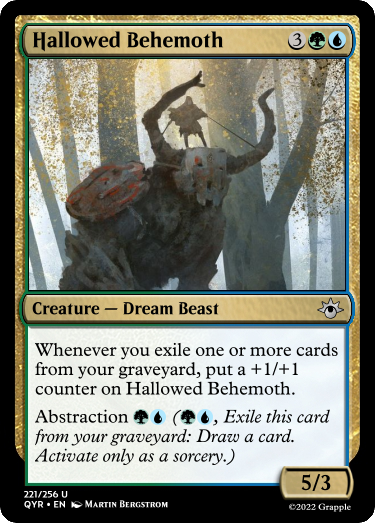 Hallowed Behemoth 3
Creature — Dream Beast
Whenever you exile one or more cards
from your graveyard, put a +1/+1
counter on Hallowed Behemoth.
Abstraction (, Exile this card
from your graveyard: Draw a card.
Activate only as a sorcery.)
5/3
221/256 U
QYR • EN Martin Bergstrom
©2022 Grapple